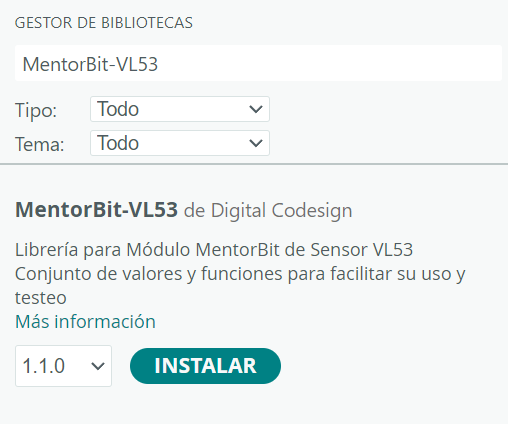 GESTOR DE BIBLIOTECAS
MentorBit-VL53
Tipo: Todo
Tema: Todo
MentorBit-VL53 de Digital Codesign
Librería para Módulo MentorBit de Sensor VL53
Conjunto de valores y funciones para facilitar su uso y
testeo
Más información
1.1.0 INSTALAR